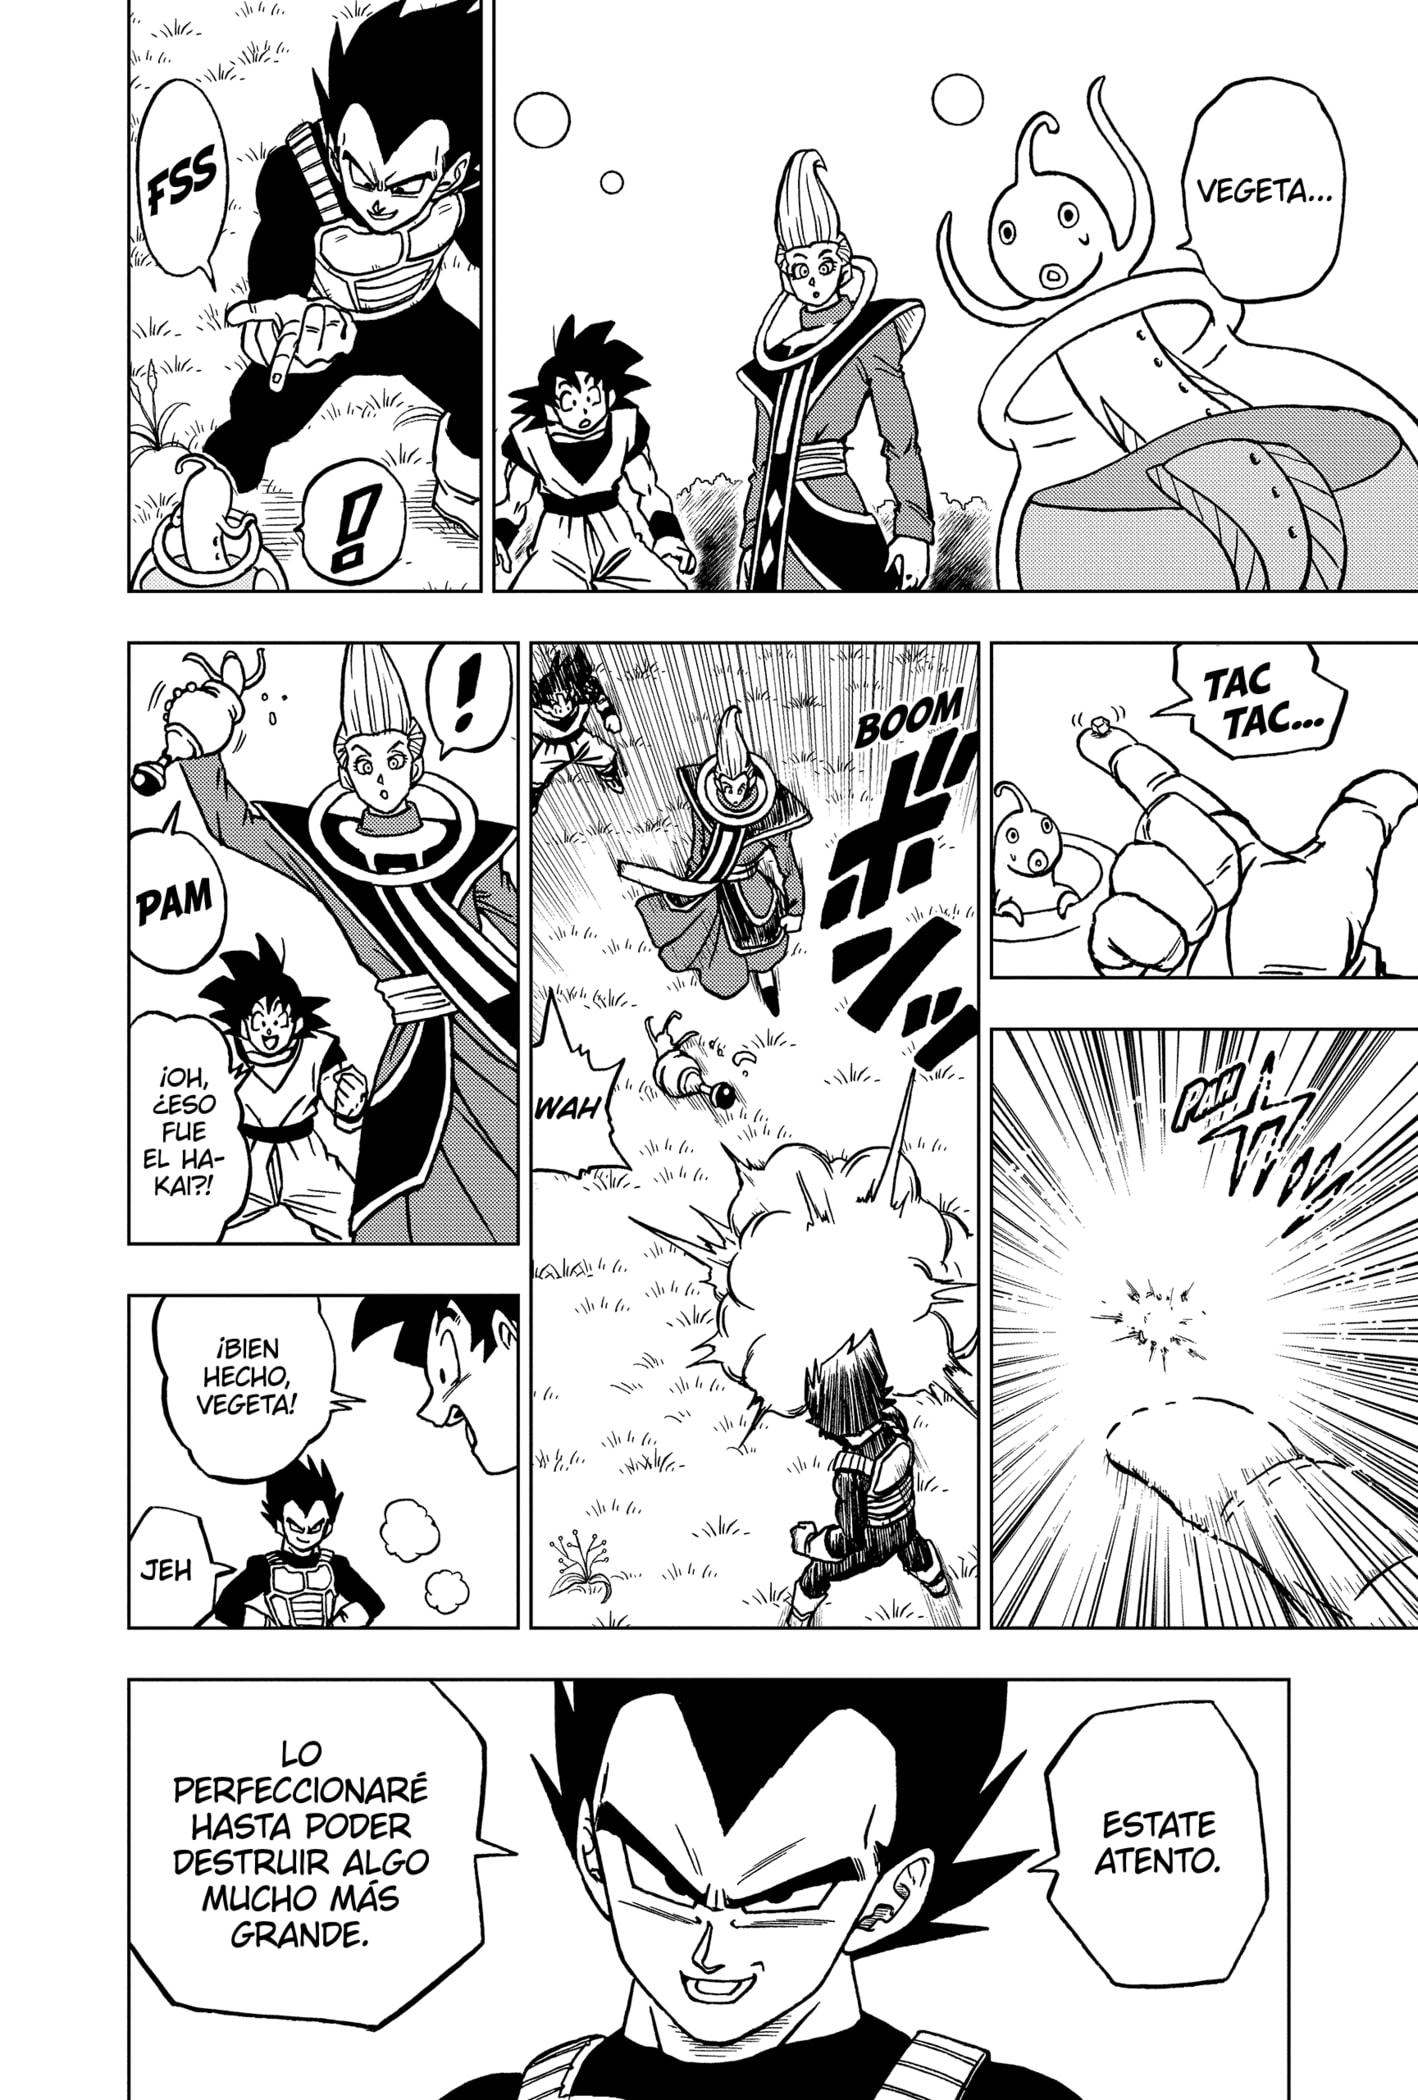 VEGETA...
FSS
!
TAC
TAC...
PAH
BOOM
ボンッ
WAH
!
PAM
¡OH,
¿ESO
FUE
EL HA-
KAI?!
¡BIEN
HECHO,
VEGETA!
JEH
ESTATE
ATENTO.
LO
PERFECCIONARÉ
HASTA PODER
DESTRUIR ALGO
MUCHO MÁS
GRANDE.